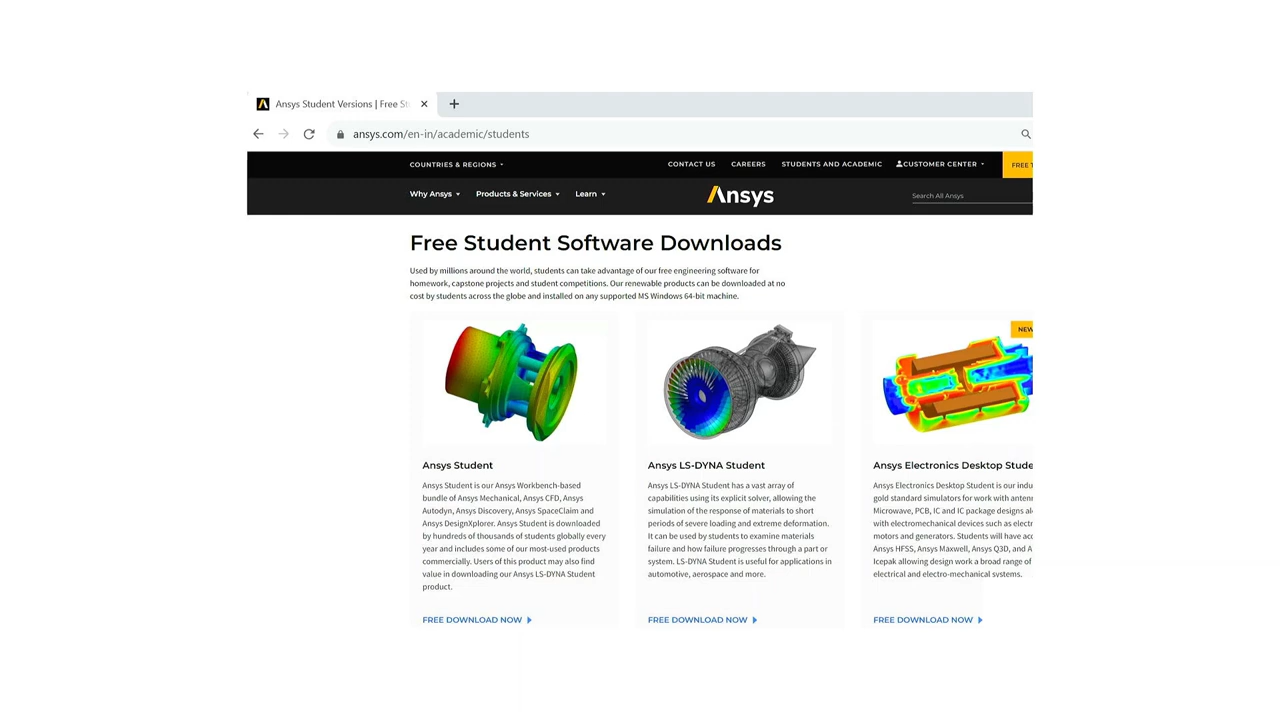 Ansys Student Versions | Free St
ansys.com/en-in/academic/students
COUNTRIES & REGIONS
CONTACT US CAREERS STUDENTS AND ACADEMIC CUSTOMER CENTER FREE T
Why Ansys Products & Services Learn
Ansys
Search All Ansys
Free Student Software Downloads
Used by millions around the world, students can take advantage of our free engineering software for
homework, capstone projects and student competitions. Our renewable products can be downloaded at no
cost by students across the globe and installed on any supported MS Windows 64-bit machine.
Ansys Student
Ansys Student is our Ansys Workbench-based
bundle of Ansys Mechanical, Ansys CFD, Ansys
Autodyn, Ansys Discovery, Ansys SpaceClaim and
Ansys DesignXplorer. Ansys Student is downloaded
by hundreds of thousands of students globally every
year and includes some of our most-used products
commercially. Users of this product may also find
value in downloading our Ansys LS-DYNA Student
product.
FREE DOWNLOAD NOW
Ansys LS-DYNA Student
Ansys LS-DYNA Student has a vast array of
capabilities using its explicit solver, allowing the
simulation of the response of materials to short
periods of severe loading and extreme deformation.
It can be used by students to examine materials
failure and how failure progresses through a part or
system. LS-DYNA Student is useful for applications in
automotive, aerospace and more.
FREE DOWNLOAD NOW
NEW
Ansys Electronics Desktop Stude
Ansys Electronics Desktop Student is our indu
gold standard simulators for work with antenn
Microwave, PCB, IC and IC package designs al
with electromechanical devices such as electr
motors and generators. Students will have acc
Ansys HFSS, Ansys Maxwell, Ansys Q3D, and A
Icepak allowing design work a broad range of
electrical and electro-mechanical systems.
FREE DOWNLOAD NOW